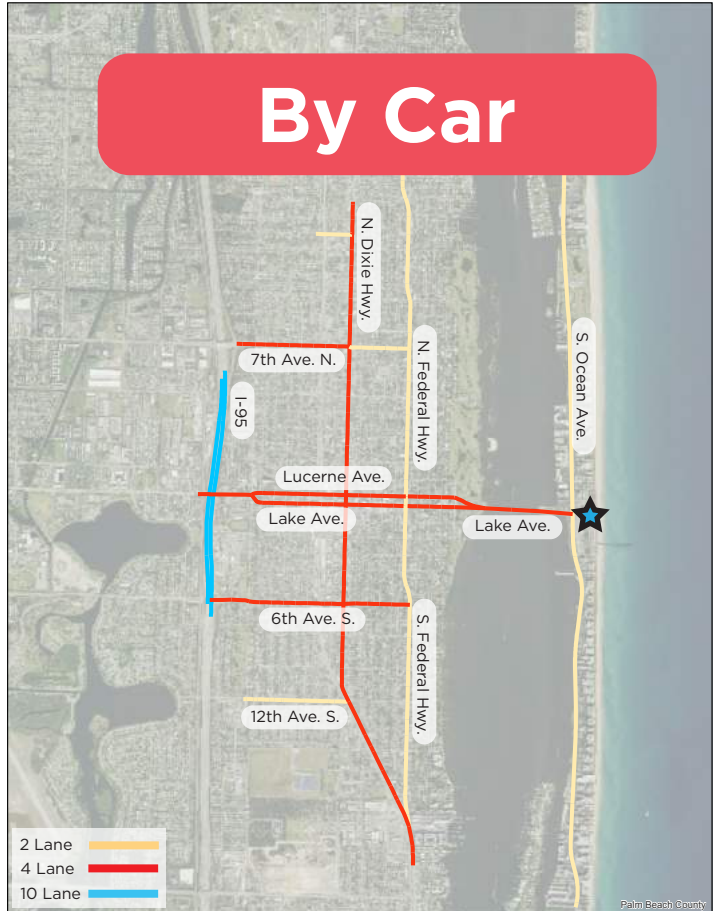 By Car
N. Dixie Hwy.
7th Ave. N.
N. Federal Hwy.
S. Ocean Ave.
I-95
Lucerne Ave.
Lake Ave.
Lake Ave.
6th Ave. S.
S. Federal Hwy.
12th Ave. S.
2 Lane
4 Lane
10 Lane
Palm Beach County